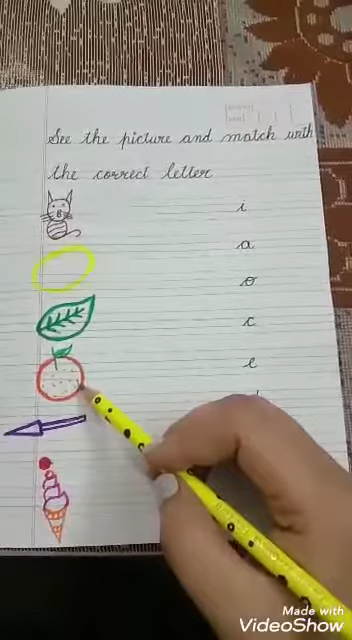 See the picture and match with
the correct letter
i
a
o
c
e
Made with
VideoShow